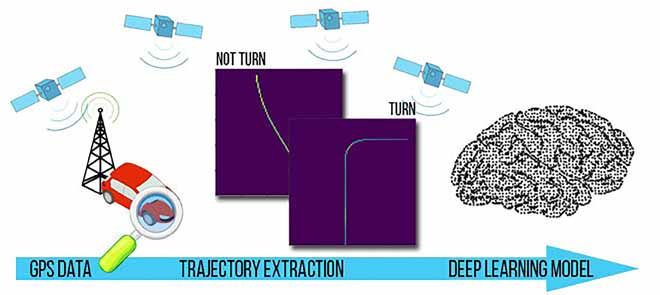 NOT TURN
TURN
GPS DATA
TRAJECTORY EXTRACTION
DEEP LEARNING MODEL